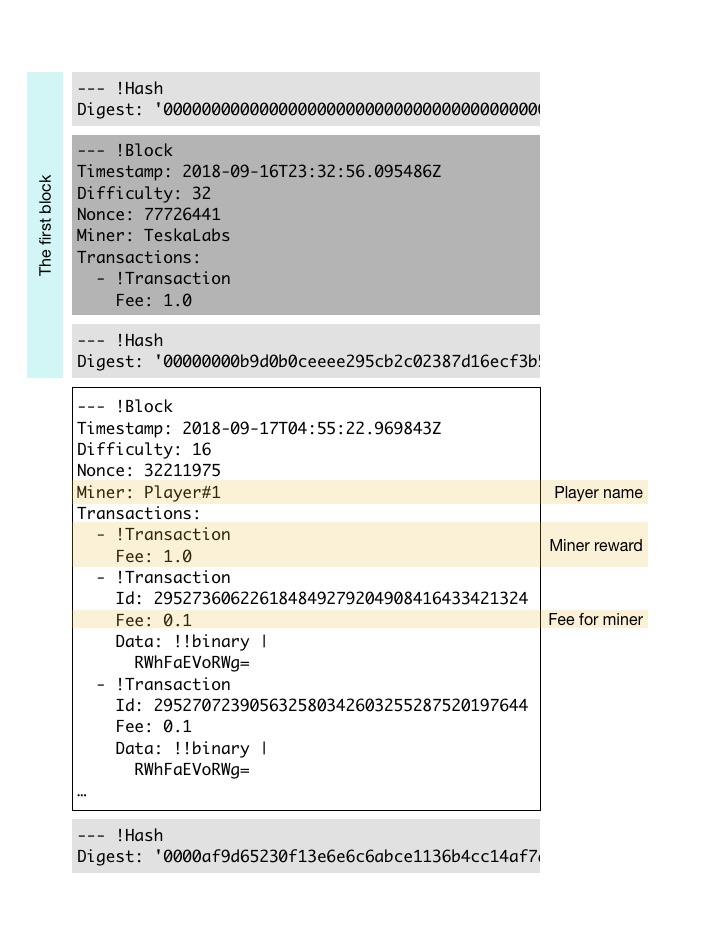 The first block
--- !Hash
Digest: '0000000000000000000000000000000000000000
--- !Block
Timestamp: 2018-09-16T23:32:56.095486Z
Difficulty: 32
Nonce: 77726441
Miner: TeskaLabs
Transactions:
  - !Transaction
    Fee: 1.0
--- !Hash
Digest: '00000000b9d0b0ceeee295cb2c02387d16ecf3b5
--- !Block
Timestamp: 2018-09-17T04:55:22.969843Z
Difficulty: 16
Nonce: 32211975
Miner: Player#1
Player name
Transactions:
  - !Transaction
    Fee: 1.0
Miner reward
  - !Transaction
    Id: 295273606226184849279204908416433421324
    Fee: 0.1
Fee for miner
    Data: !!binary |
      RWhFaEVoRWg=
  - !Transaction
    Id: 295270723905632580342603255287520197644
    Fee: 0.1
    Data: !!binary |
      RWhFaEVoRWg=
…
--- !Hash
Digest: '0000af9d65230f13e6e6c6abce1136b4cc14af7